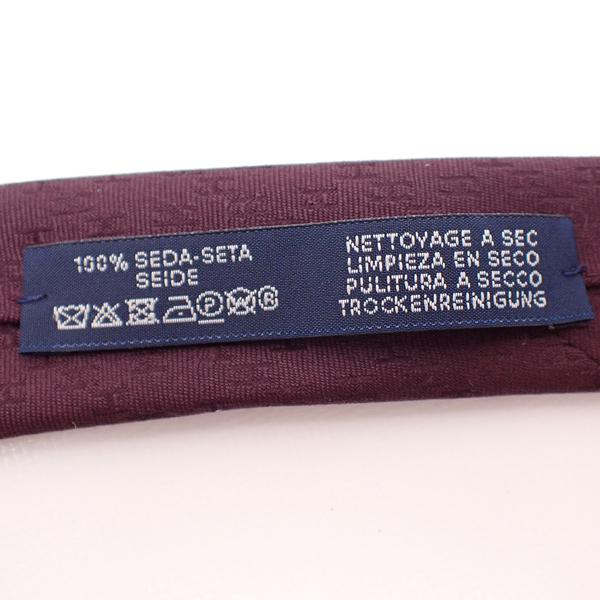 100% SEDA-SETA
SEIDE
P ®
NETTOYAGE A SEC
LIMPIEZA EN SECO
PULITURA A SECCO
TROCKENREINIGUNG